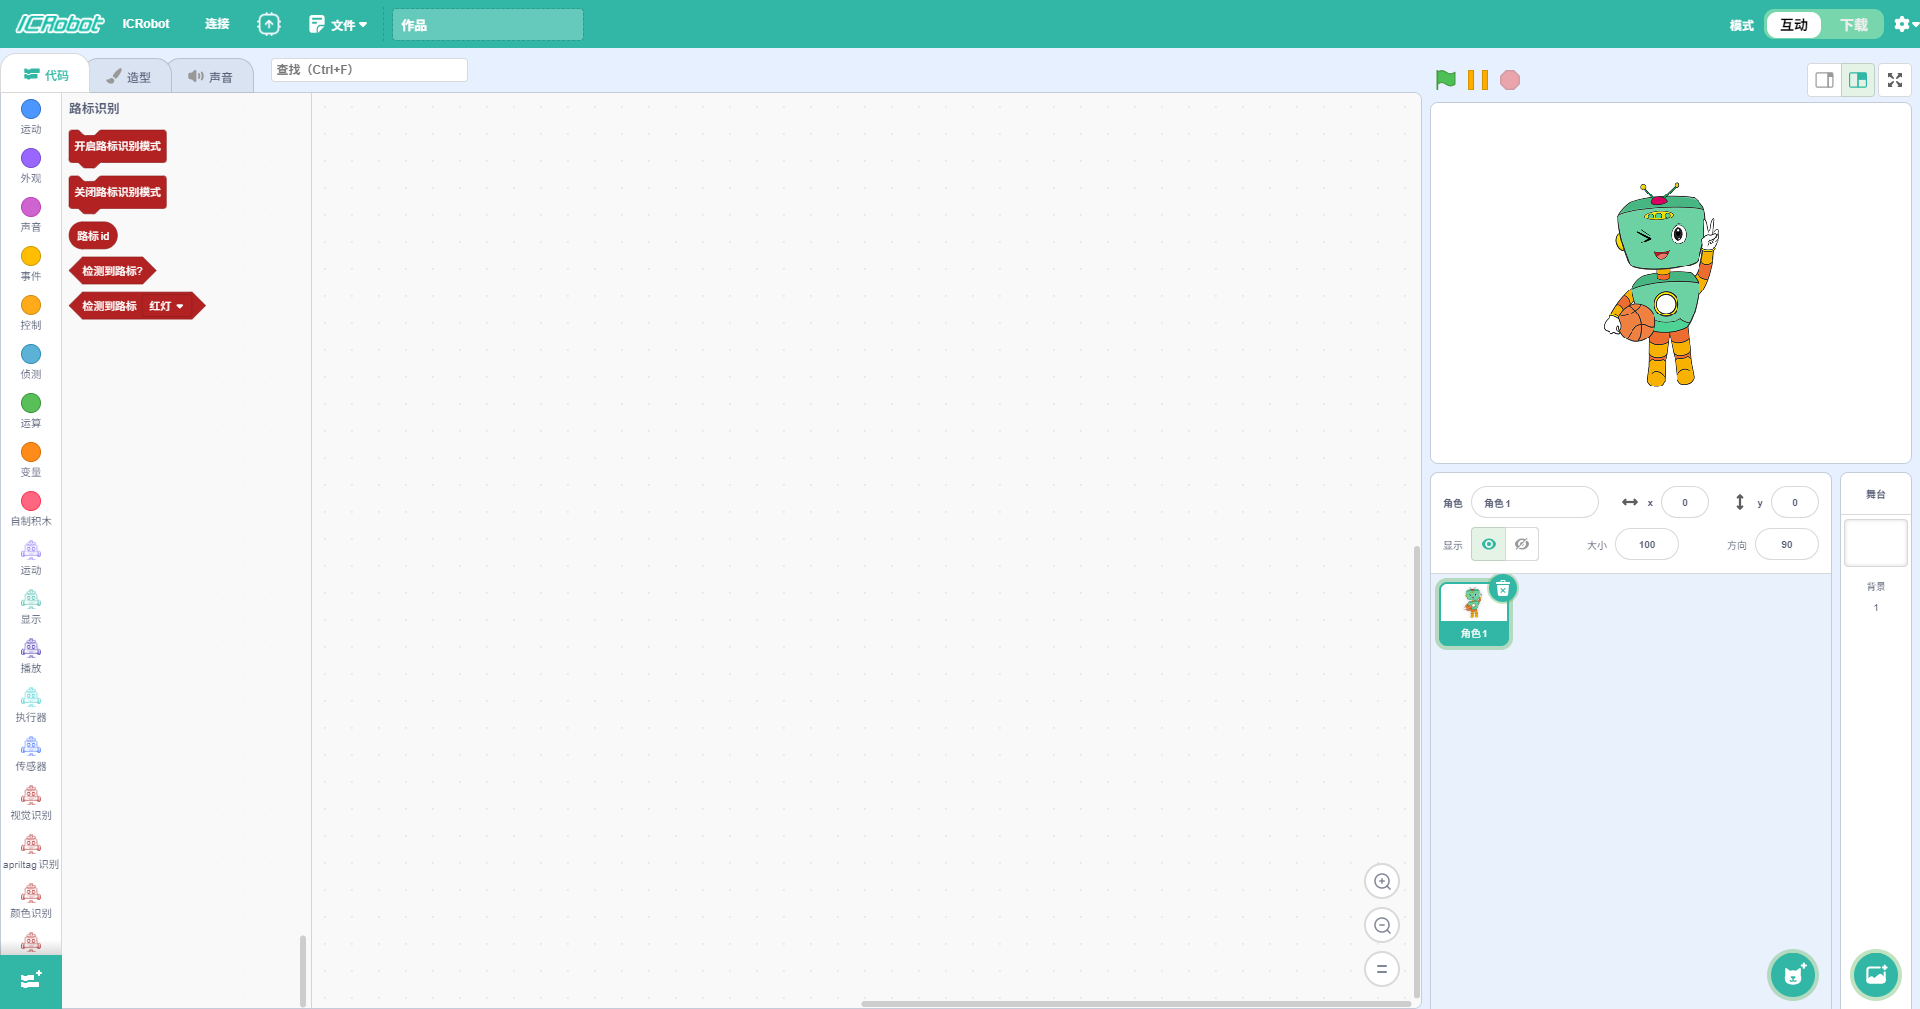 ICRobot
ICRobot
连接
文件
作品
模式
互动
下载
代码
造型
声音
查找（Ctrl+F）
运动
外观
声音
事件
控制
侦测
运算
变量
自制积木
运动
显示
播放
执行器
传感器
视觉识别
apriltag 识别
颜色识别
路标识别
开启路标识别模式
关闭路标识别模式
路标 id
检测到路标?
检测到路标 红灯
角色
角色1
x
0
y
0
显示
大小
100
方向
90
角色1
舞台
背景
1